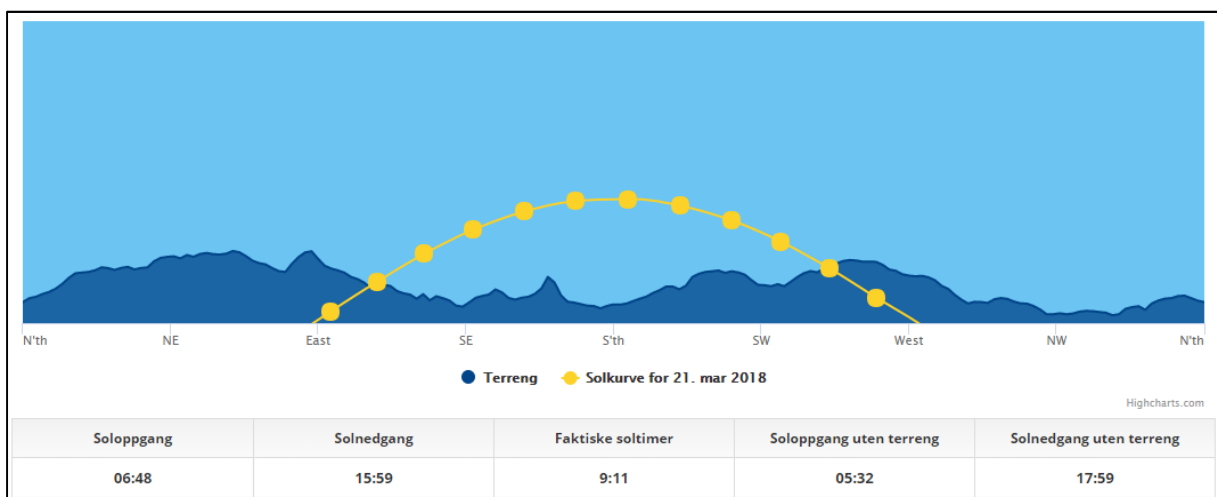 N'th NE East SE S'th SW West NW N'th
Terreng Solkurve for 21. mar 2018
Highcharts.com
Soloppgang Solnedgang Faktiske soltimer Soloppgang uten terreng Solnedgang uten terreng
06:48 15:59 9:11 05:32 17:59